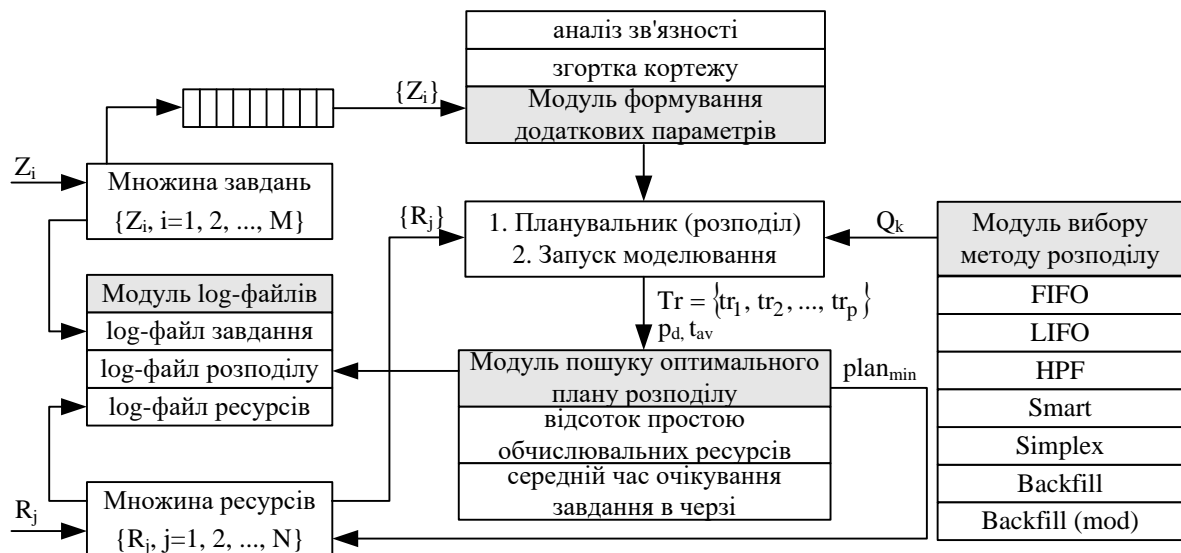 аналіз зв'язності
згортка кортежу
Модуль формування
додаткових параметрів
{Zi}
Zi
Множина завдань
{Zi, i=1, 2, ..., M}
{Rj}
1. Планувальник (розподіл)
2. Запуск моделювання
Qk
Модуль вибору
методу розподілу
FIFO
LIFO
HPF
Smart
Simplex
Backfill
Backfill (mod)
Модуль log-файлів
log-файл завдання
log-файл розподілу
log-файл ресурсів
Tr = {tr1, tr2, ..., trp}
pd, tav
Модуль пошуку оптимального
плану розподілу
відсоток простою
обчислювальних ресурсів
середній час очікування
завдання в черзі
planmin
Rj
Множина ресурсів
{Rj, j=1, 2, ..., N}